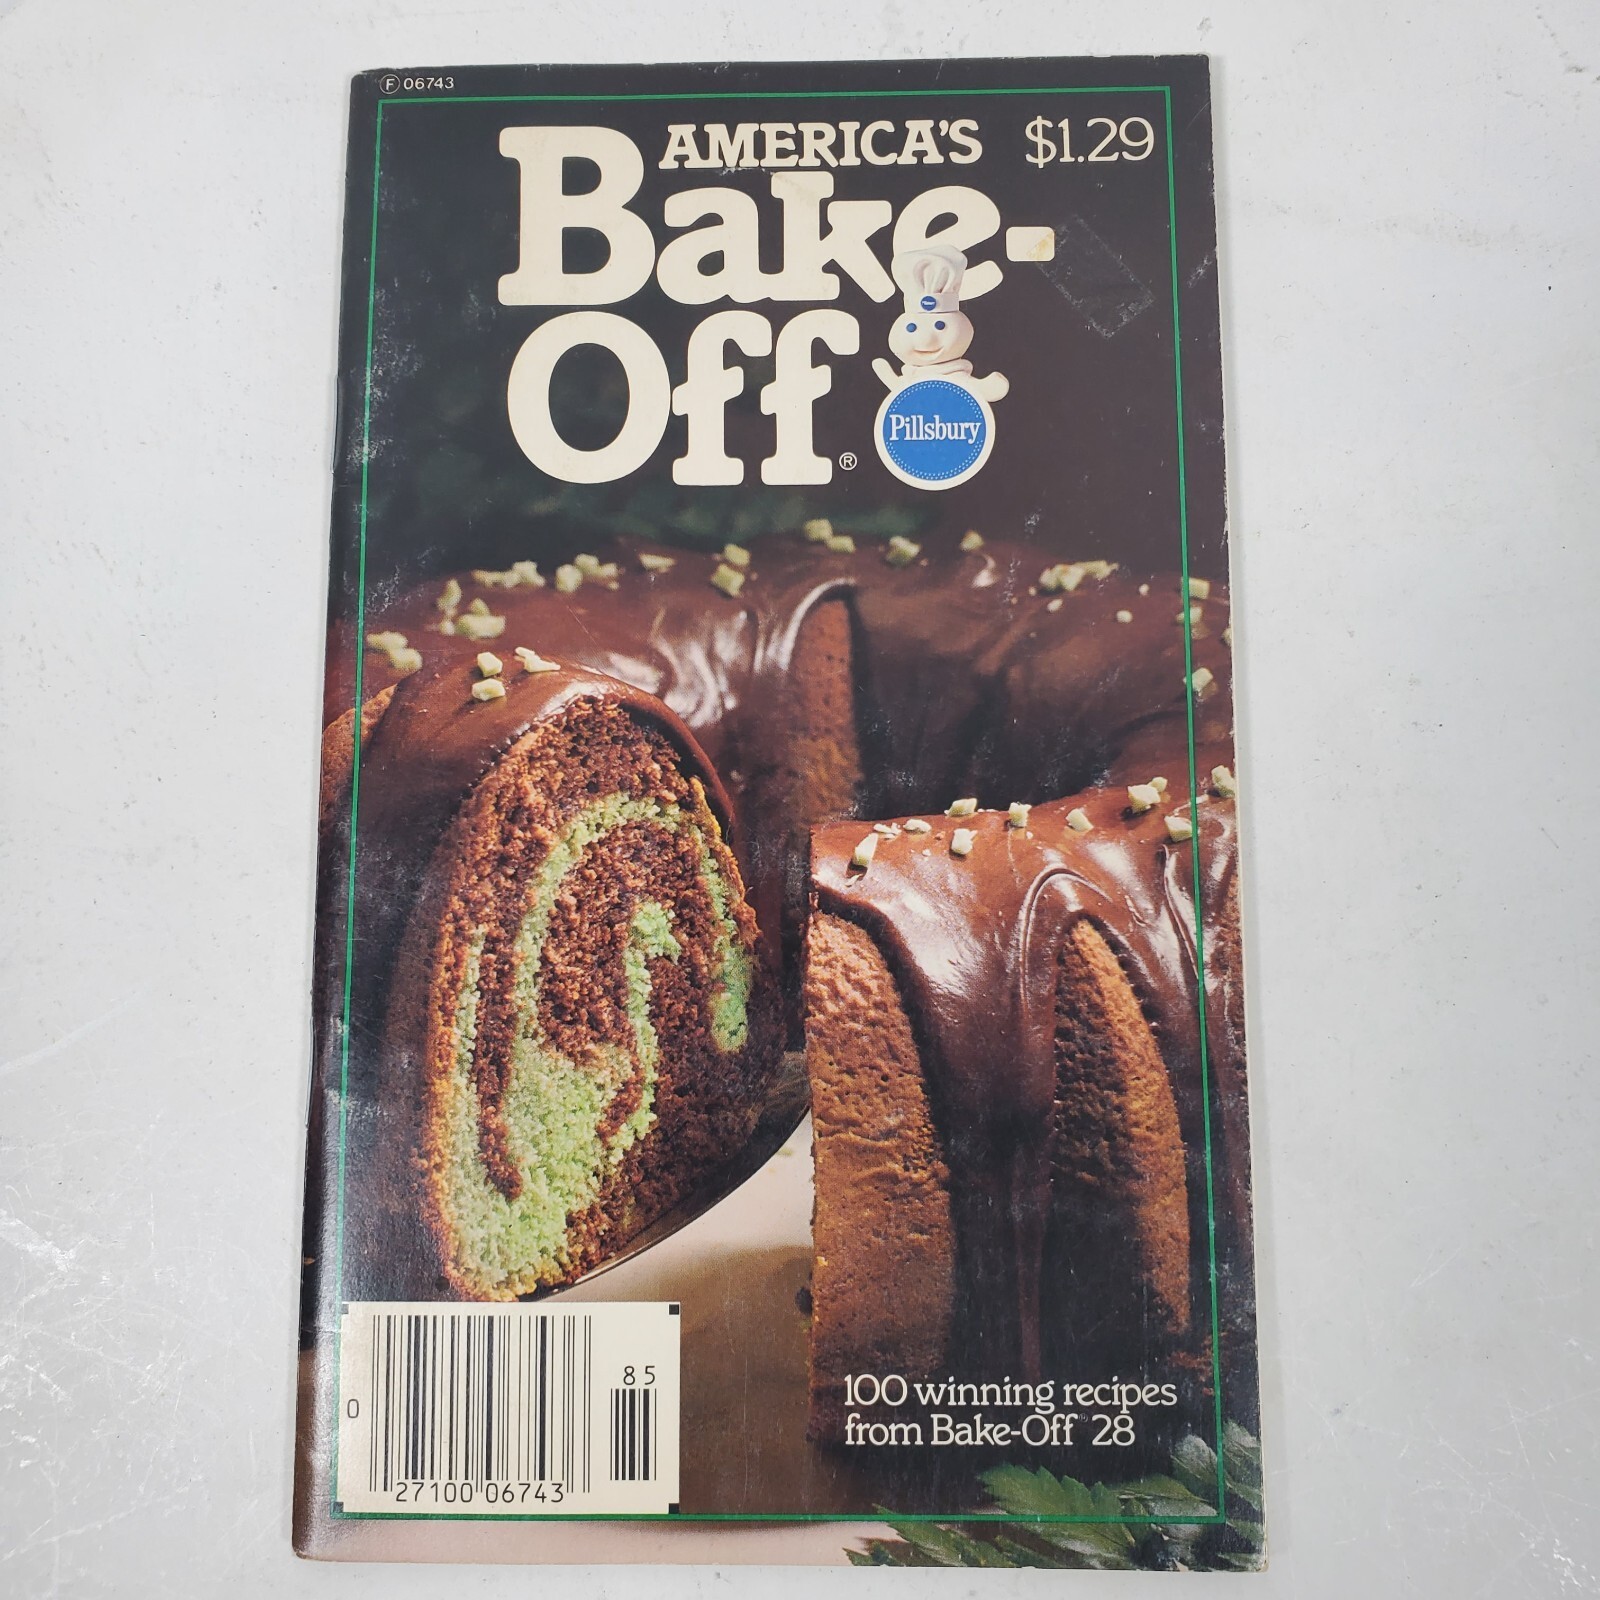 F 06743
AMERICA'S $1.29
Bake-
Off®
Pillsbury
100 winning recipes
from Bake-Off® 28
85
0
27100 06743